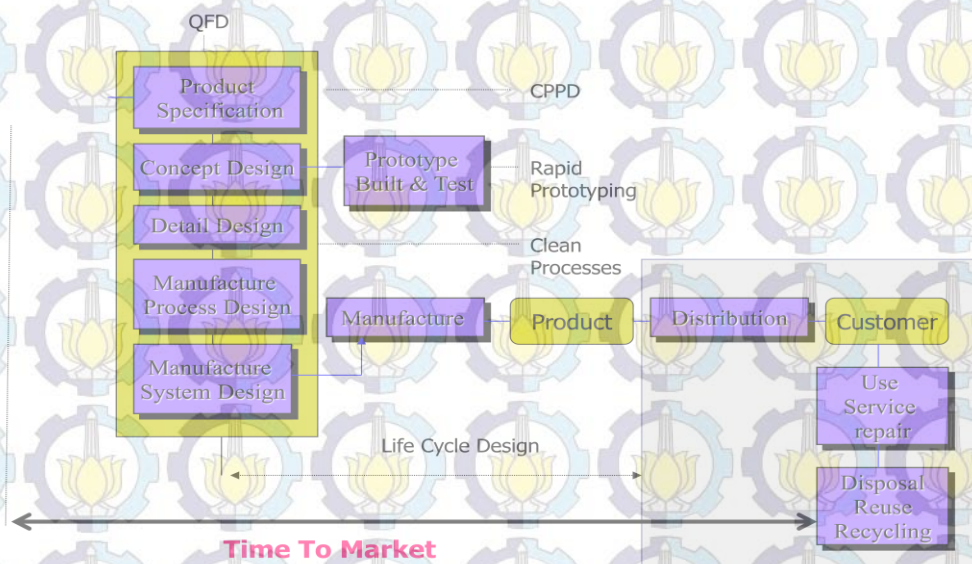 QFD
Product
Specification
CPPD
Concept Design
Prototype
Built & Test
Rapid
Prototyping
Detail Design
Clean
Processes
Manufacture
Process Design
Manufacture
Product
Distribution
Customer
Manufacture
System Design
Use
Service
repair
Life Cycle Design
Disposal
Reuse
Recycling
Time To Market